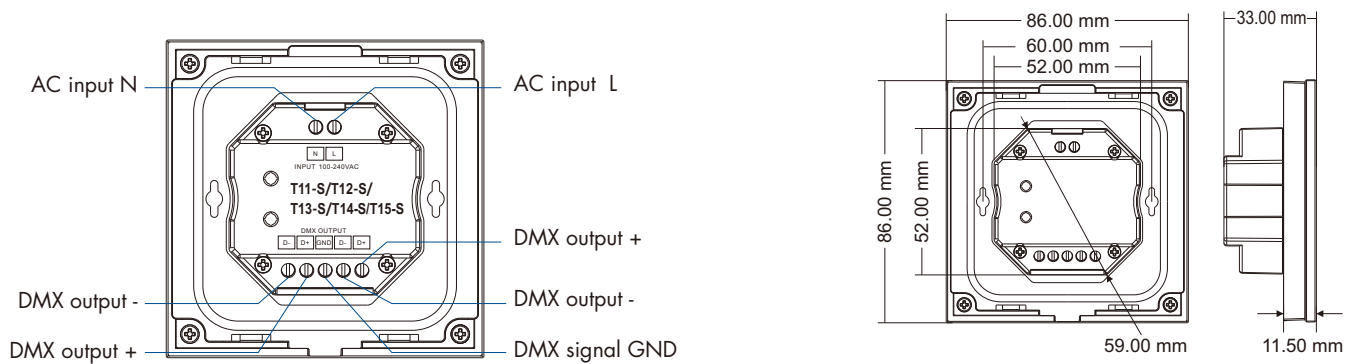 AC input N
AC input L
N L
INPUT 100-240VAC
T11-S/T12-S/
T13-S/T14-S/T15-S
DMX OUTPUT
D- D+ GND D- D+
DMX output +
DMX output -
DMX output -
DMX output +
DMX signal GND
86.00 mm
60.00 mm
52.00 mm
33.00 mm
86.00 mm
52.00 mm
59.00 mm
11.50 mm